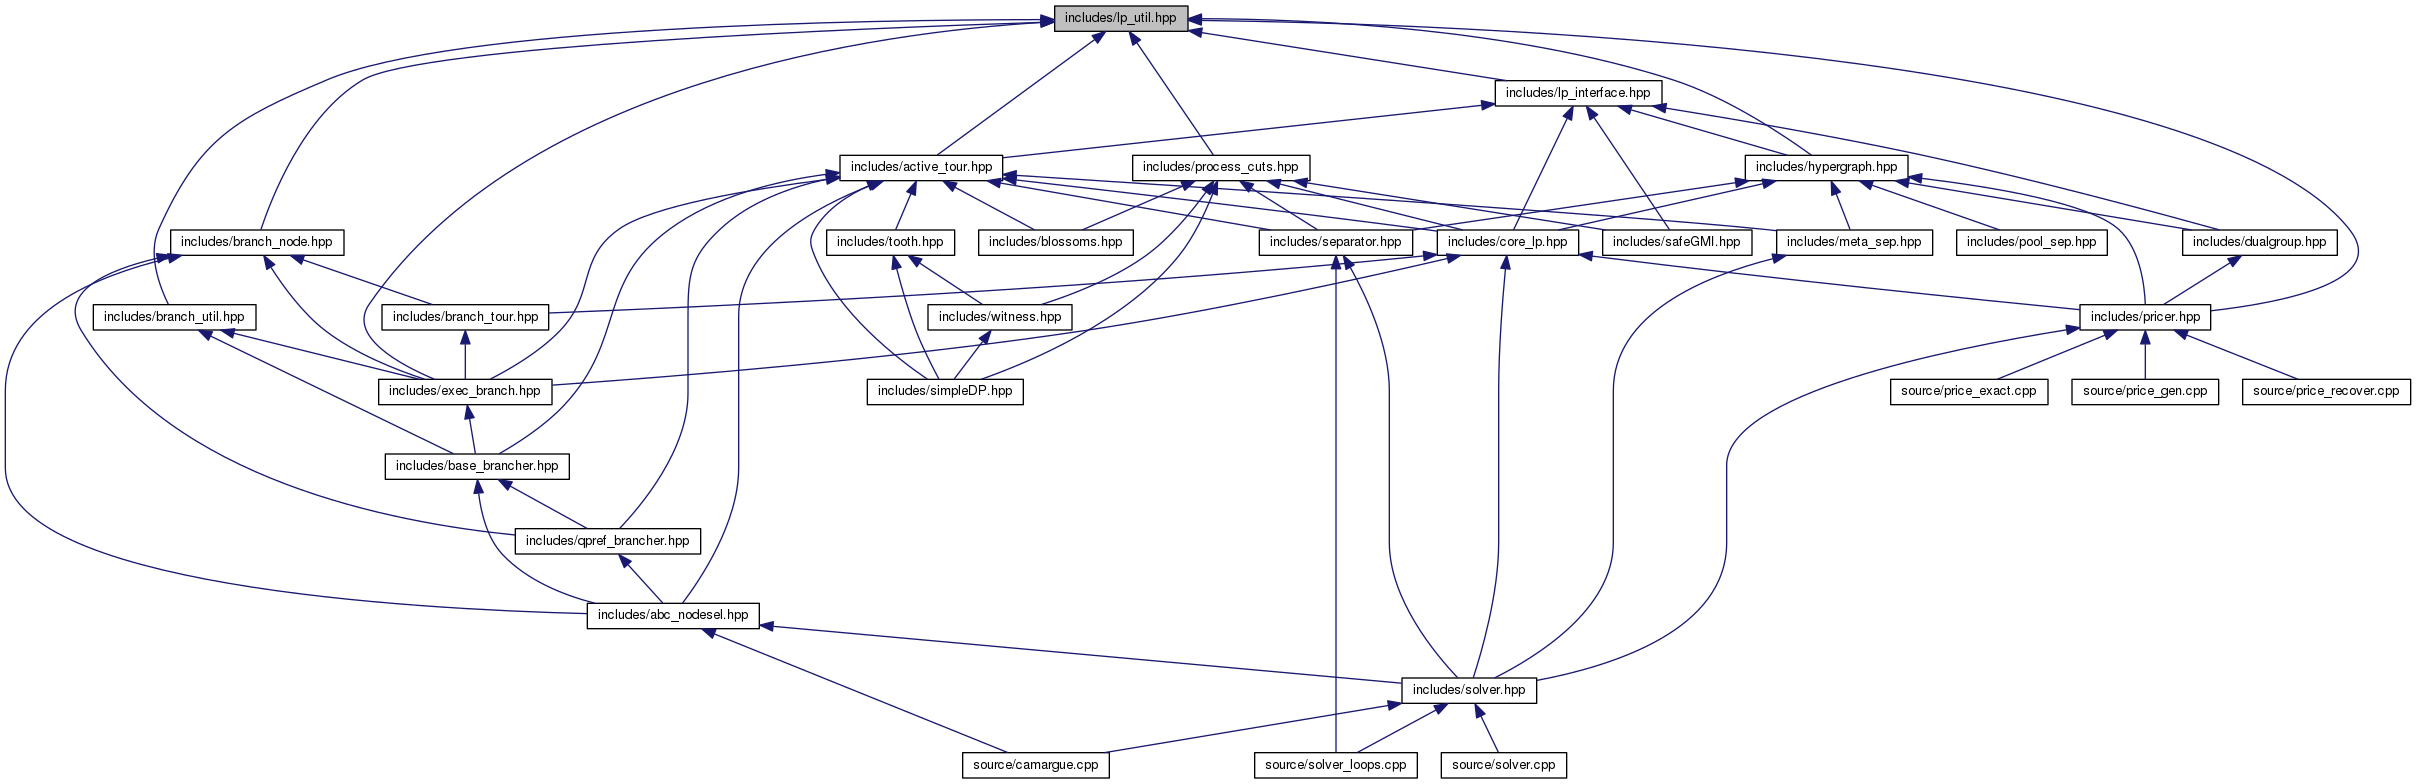 includes/lp_util.hpp
includes/lp_interface.hpp
includes/active_tour.hpp
includes/process_cuts.hpp
includes/hypergraph.hpp
includes/branch_node.hpp
includes/tooth.hpp
includes/blossoms.hpp
includes/separator.hpp
includes/core_lp.hpp
includes/safeGMI.hpp
includes/meta_sep.hpp
includes/pool_sep.hpp
includes/dualgroup.hpp
includes/branch_util.hpp
includes/branch_tour.hpp
includes/witness.hpp
includes/pricer.hpp
includes/exec_branch.hpp
includes/simpleDP.hpp
source/price_exact.cpp
source/price_gen.cpp
source/price_recover.cpp
includes/base_brancher.hpp
includes/qpref_brancher.hpp
includes/abc_nodesel.hpp
includes/solver.hpp
source/camargue.cpp
source/solver_loops.cpp
source/solver.cpp